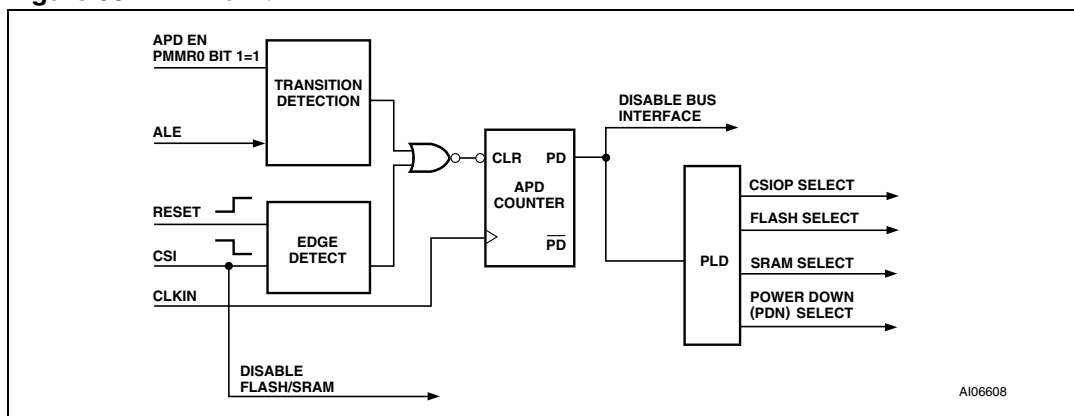 APD EN
PMMR0 BIT 1=1
TRANSITION
DETECTION
ALE
RESET
EDGE
DETECT
CSI
CLKIN
DISABLE
FLASH/SRAM
CLR PD
APD
COUNTER
PD
DISABLE BUS
INTERFACE
PLD
CSIOP SELECT
FLASH SELECT
SRAM SELECT
POWER DOWN
(PDN) SELECT
AI06608